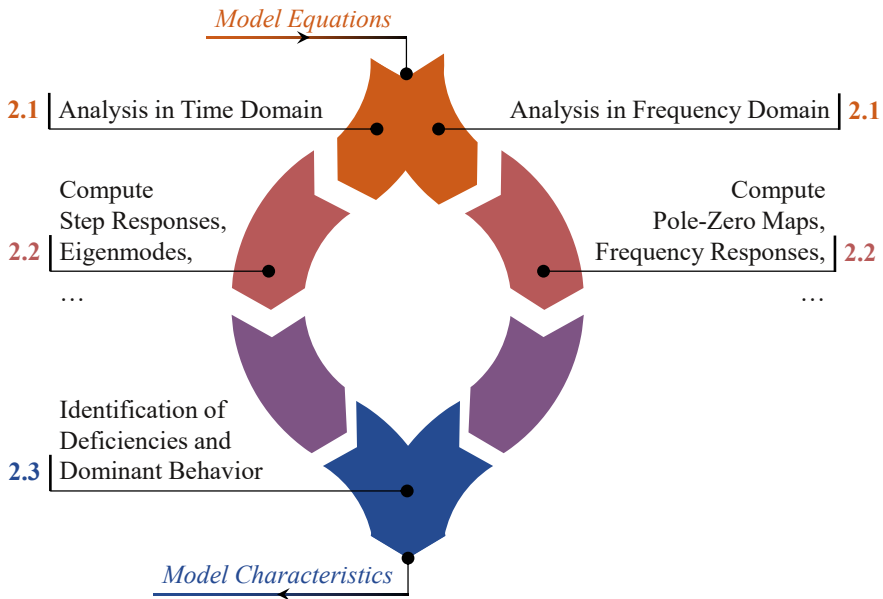 Model Equations
2.1
Analysis in Time Domain
Analysis in Frequency Domain
2.1
Compute
Step Responses,
2.2
Eigenmodes,
…
Compute
Pole-Zero Maps,
Frequency Responses,
2.2
…
Identification of
Deficiencies and
2.3
Dominant Behavior
Model Characteristics